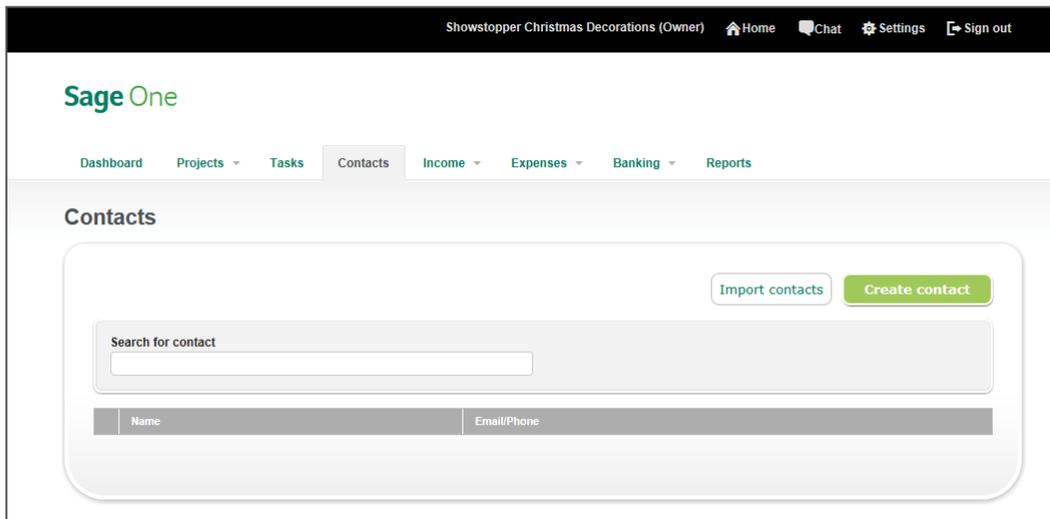 Showstopper Christmas Decorations (Owner) Home Chat Settings Sign out
Sage One
Dashboard Projects Tasks Contacts Income Expenses Banking Reports
Contacts
Import contacts Create contact
Search for contact
Name Email/Phone